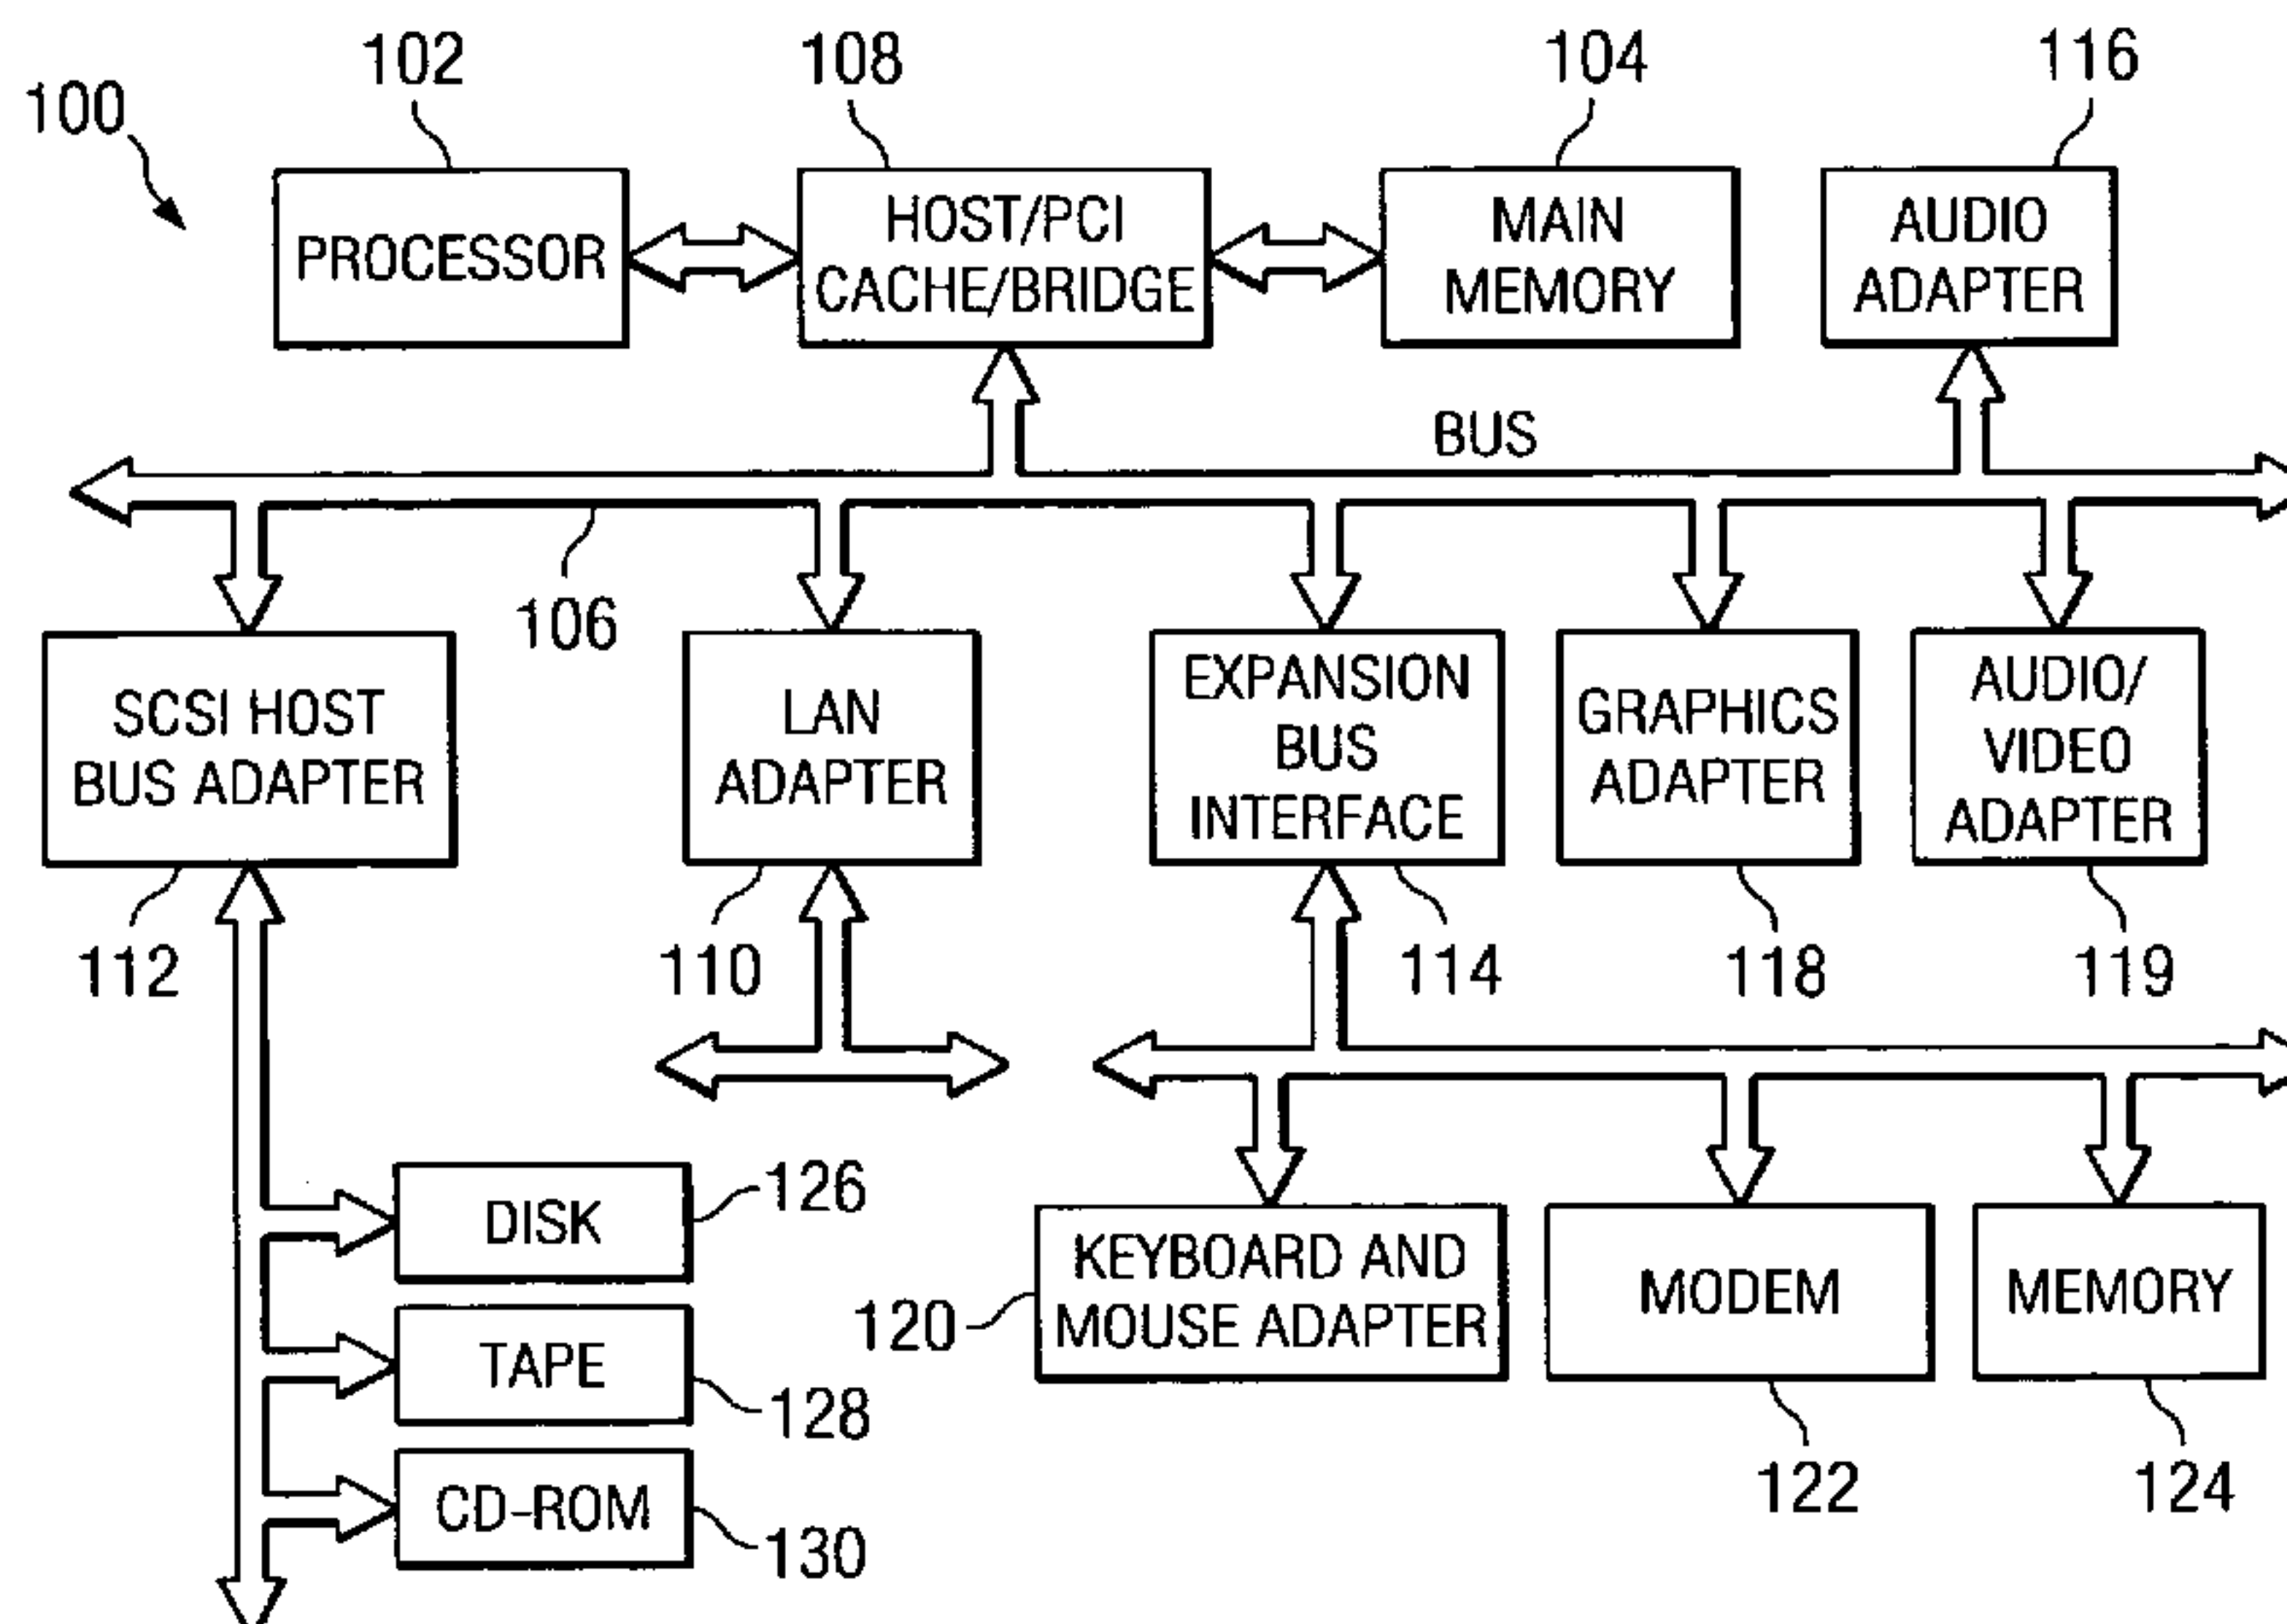 102
108
104
116
100
PROCESSOR
HOST/PCI
CACHE/BRIDGE
MAIN
MEMORY
AUDIO
ADAPTER
BUS
106
SCSI HOST
BUS ADAPTER
LAN
ADAPTER
EXPANSION
BUS
INTERFACE
GRAPHICS
ADAPTER
AUDIO/
VIDEO
ADAPTER
112
110
114
118
119
DISK
126
TAPE
128
CD-ROM
130
120
KEYBOARD AND
MOUSE ADAPTER
MODEM
MEMORY
122
124